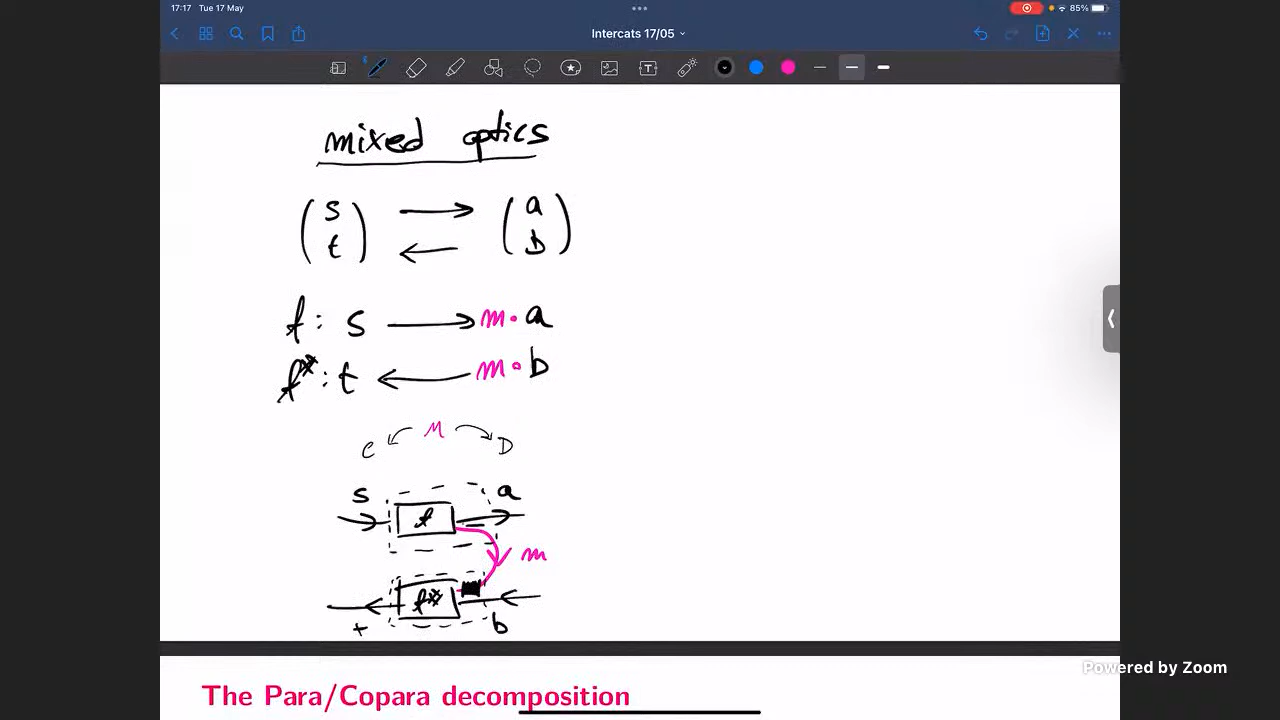 17:17 Tue 17 May
85%
Intercats 17/05
mixed optics
(s t) ⟶ ⟵ (a b)
f : s ⟶ m · a
f* : t ⟵ m · b
C M D
s f a
m
f*
t b
Powered by Zoom
The Para/Copara decomposition